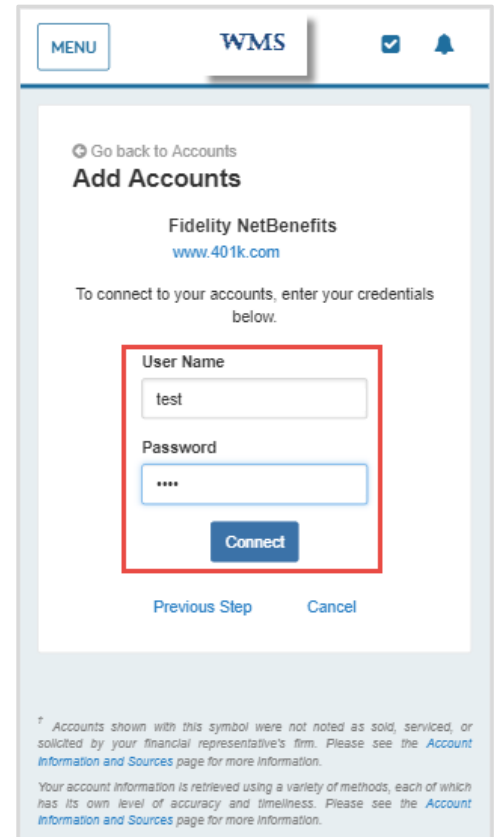 MENU
WMS
Go back to Accounts
Add Accounts
Fidelity NetBenefits
www.401k.com
To connect to your accounts, enter your credentials
below.
User Name
test
Password
••••
Connect
Previous Step Cancel
† Accounts shown with this symbol were not noted as sold, serviced, or
solicited by your financial representative's firm. Please see the Account
Information and Sources page for more information.
Your account information is retrieved using a variety of methods, each of which
has its own level of accuracy and timeliness. Please see the Account
Information and Sources page for more information.